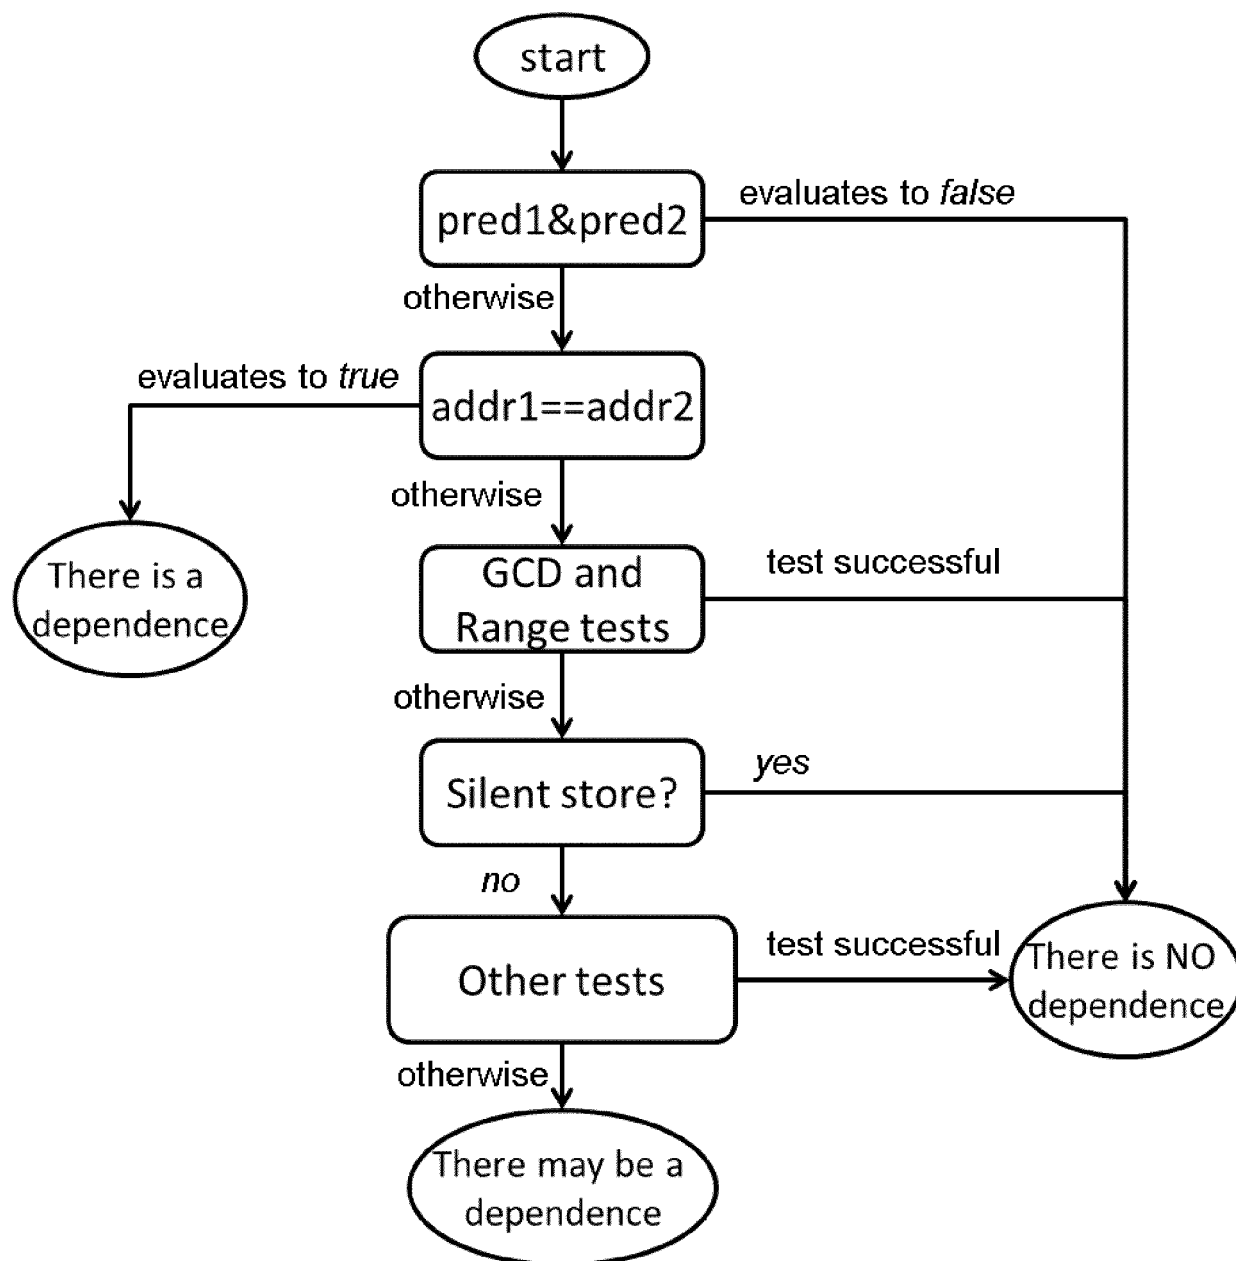 start
pred1&pred2
evaluates to false
otherwise
evaluates to true
addr1==addr2
otherwise
There is a
dependence
GCD and
Range tests
test successful
otherwise
Silent store?
yes
no
Other tests
test successful
There is NO
dependence
otherwise
There may be a
dependence